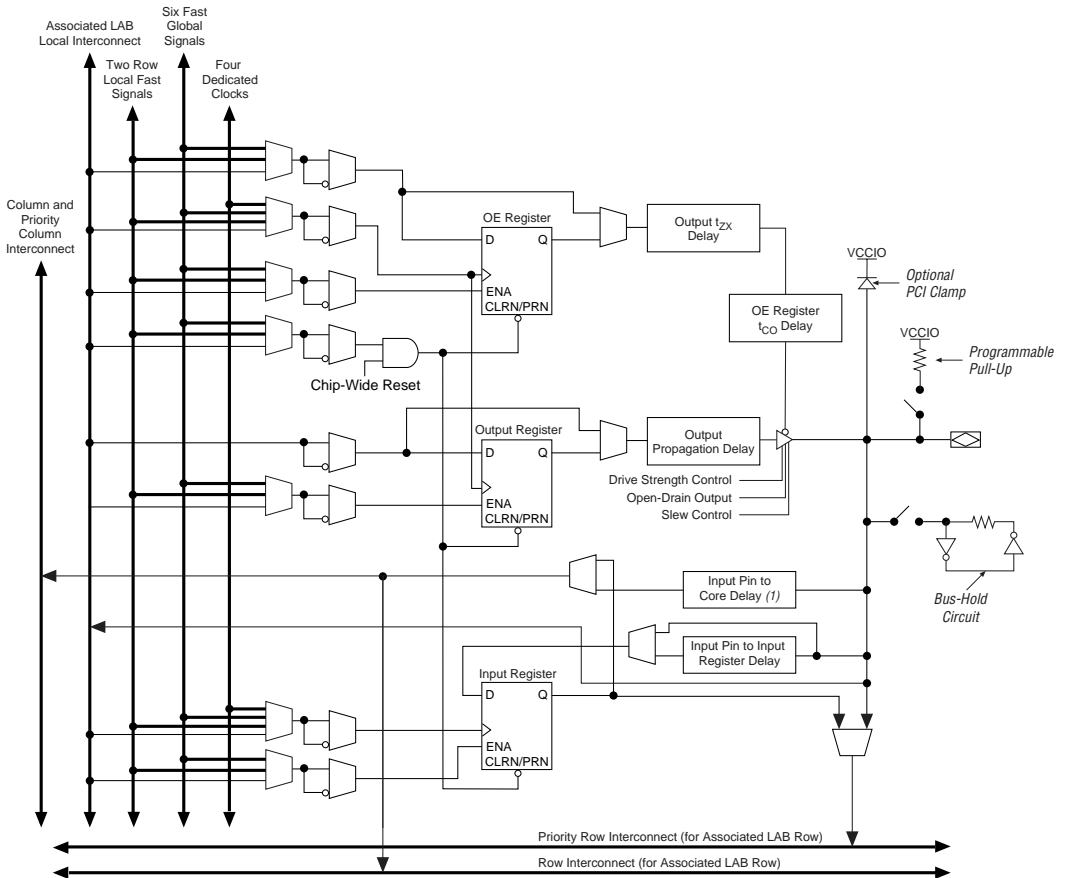 Six Fast
Global
Signals
Associated LAB
Local Interconnect
Two Row
Local Fast
Signals
Four
Dedicated
Clocks
Column and
Priority
Column
Interconnect
OE Register
D
Q
ENA
CLRN/PRN
Output tZX
Delay
VCCIO
Optional
PCI Clamp
OE Register
tCO Delay
VCCIO
Programmable
Pull-Up
Chip-Wide Reset
Output Register
D
Q
ENA
CLRN/PRN
Output
Propagation Delay
Drive Strength Control
Open-Drain Output
Slew Control
Input Pin to
Core Delay (1)
Bus-Hold
Circuit
Input Pin to Input
Register Delay
Input Register
D
Q
ENA
CLRN/PRN
Priority Row Interconnect (for Associated LAB Row)
Row Interconnect (for Associated LAB Row)